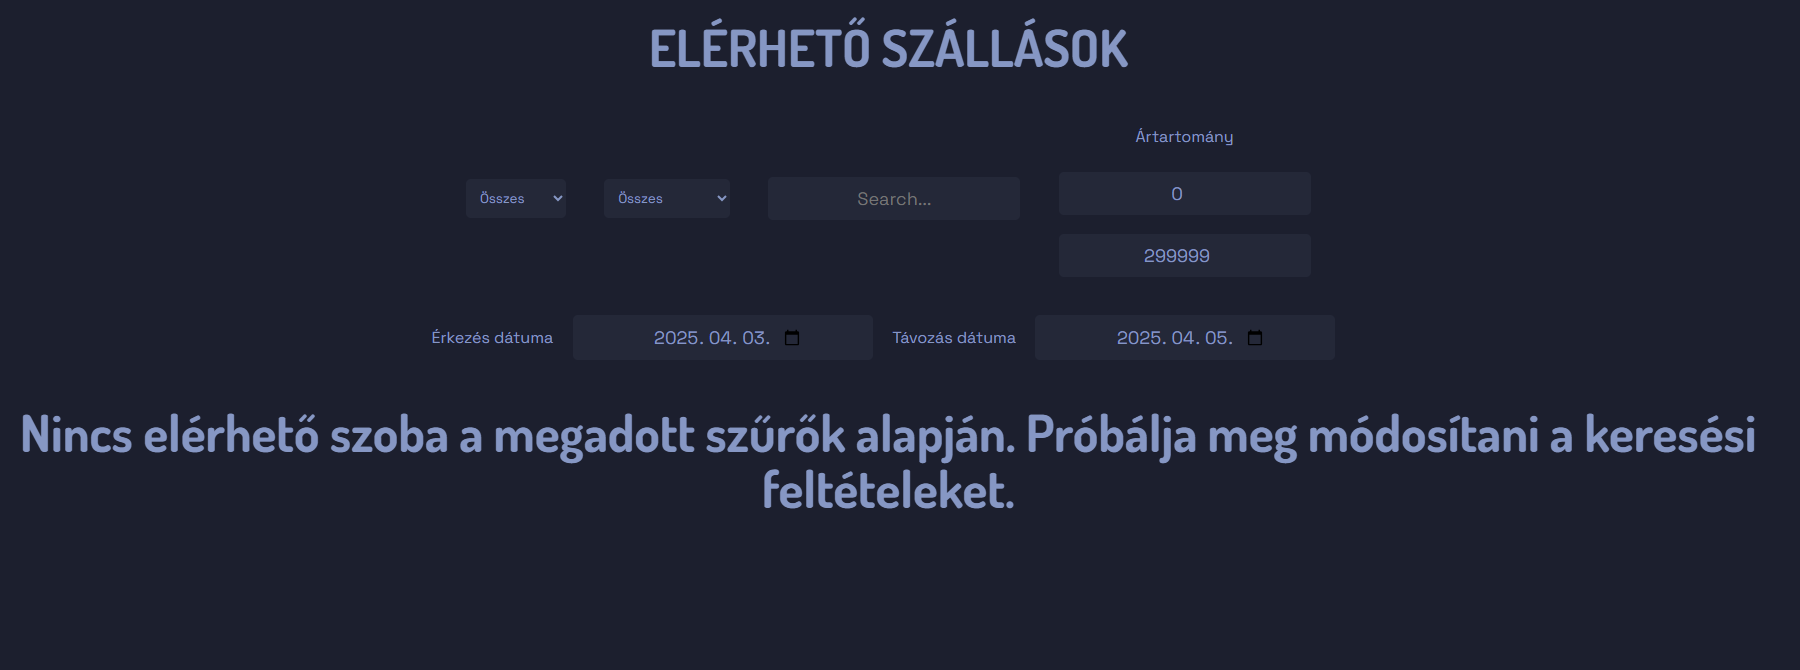 ELÉRHETŐ SZÁLLÁSOK
Ártartomány
Összes
Összes
Search...
0
299999
Érkezés dátuma
2025. 04. 03.
Távozás dátuma
2025. 04. 05.
Nincs elérhető szoba a megadott szűrők alapján. Próbálja meg módosítani a keresési
feltételeket.